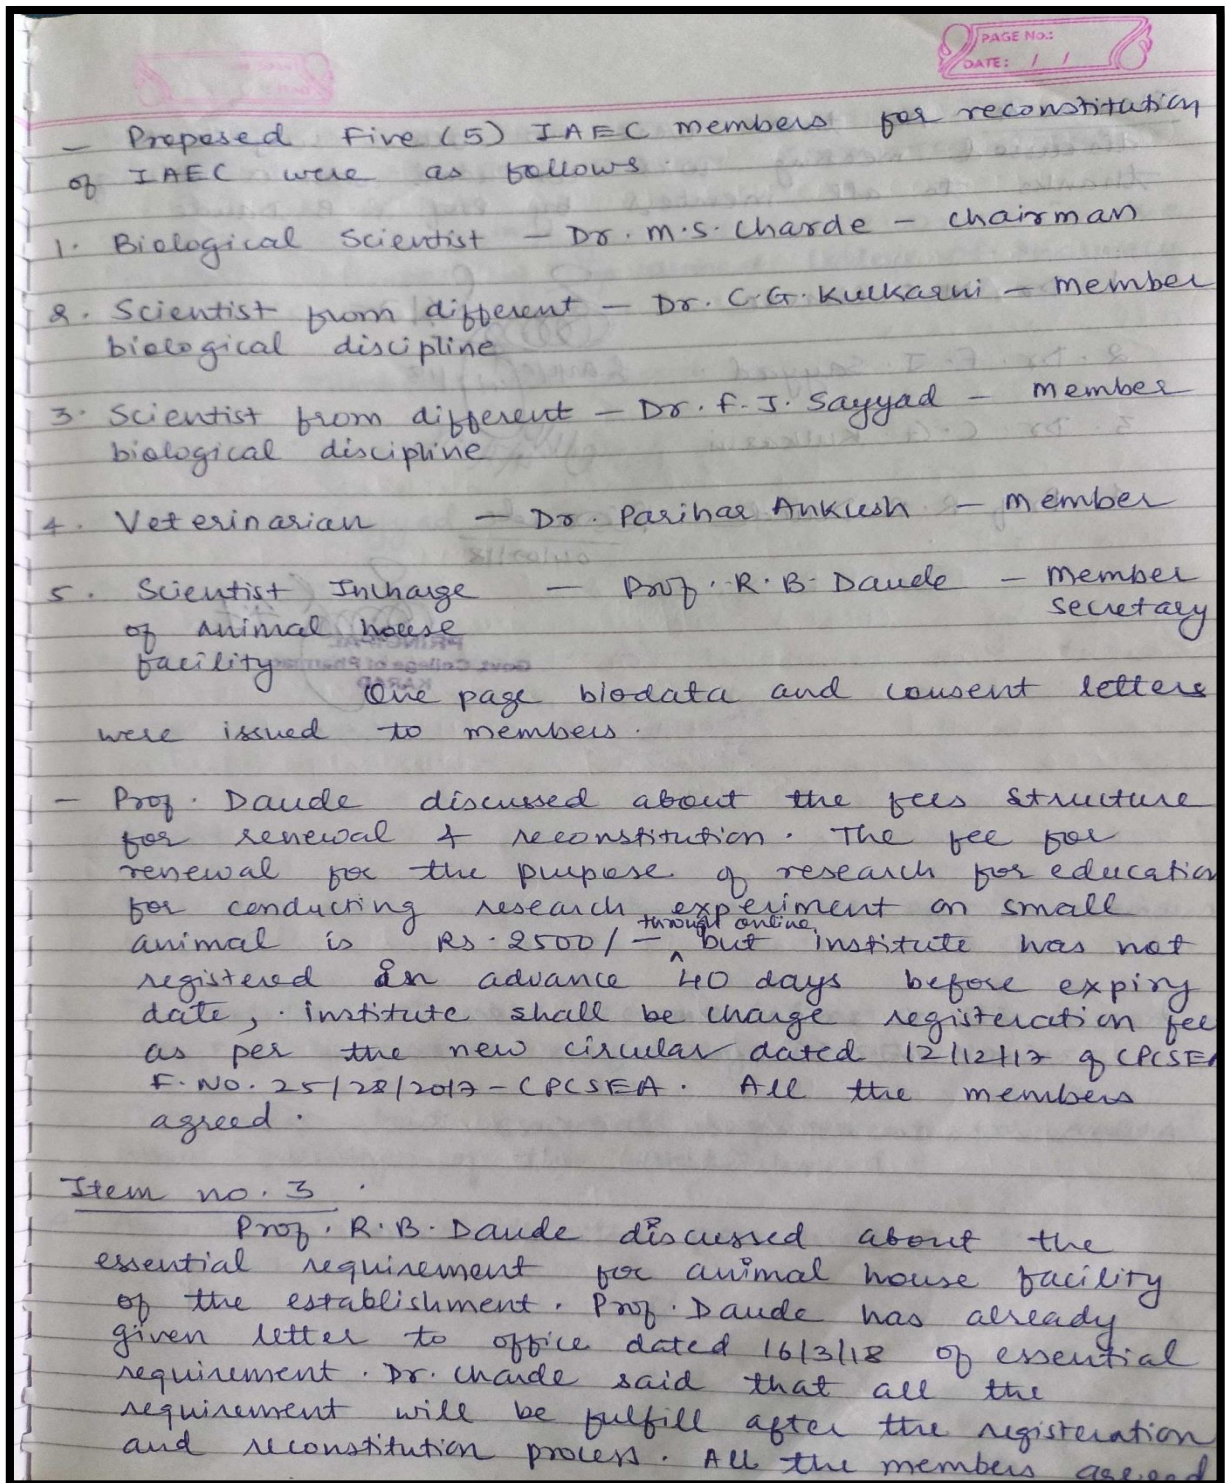 PAGE No.:
DATE: / /
- Proposed Five (5) IAEC members for reconstitution
of IAEC were as follows.
1. Biological Scientist - Dr. M.S. Charde - Chairman
2. Scientist from different - Dr. C.G. Kulkarni - Member
biological discipline
3. Scientist from different - Dr. F.J. Sayyad - Member
biological discipline
4. Veterinarian - Dr. Parihar Ankush - Member
5. Scientist Incharge - Prof. R.B. Daude - Member
of animal house secretary
facility
One page biodata and consent letters
were issued to members.
- Prof. Daude discussed about the fees structure
for renewal & reconstitution. The fee for
renewal for the purpose of research for education
for conducting research experiment on small
through online
animal is Rs. 2500/- ^ but institute has not
registered in advance 40 days before expiry
date, institute shall be charge registeration fee
as per the new circular dated 12/12/17 of CPCSEA
F. No. 25/28/2017-CPCSEA. All the members
agreed.
Item no. 3
Prof. R.B. Daude discussed about the
essential requirement for animal house facility
of the establishment. Prof. Daude has already
given letter to office dated 16/3/18 of essential
requirement. Dr. Charde said that all the
requirement will be fulfill after the registeration
and reconstitution process. All the members agreed